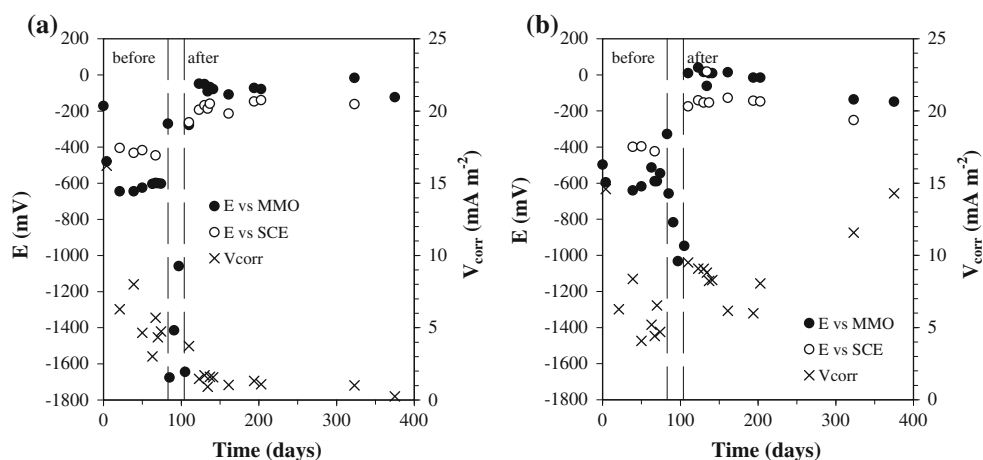 (a)
before
after
200
0
-200
-400
-600
-800
-1000
-1200
-1400
-1600
-1800
E (mV)
25
20
15
10
5
0
V_corr (mA m⁻²)
E vs MMO
E vs SCE
Vcorr
0 100 200 300 400
Time (days)
(b)
before
after
200
0
-200
-400
-600
-800
-1000
-1200
-1400
-1600
-1800
E (mV)
25
20
15
10
5
0
V_corr (mA m⁻²)
E vs MMO
E vs SCE
Vcorr
0 100 200 300 400
Time (days)